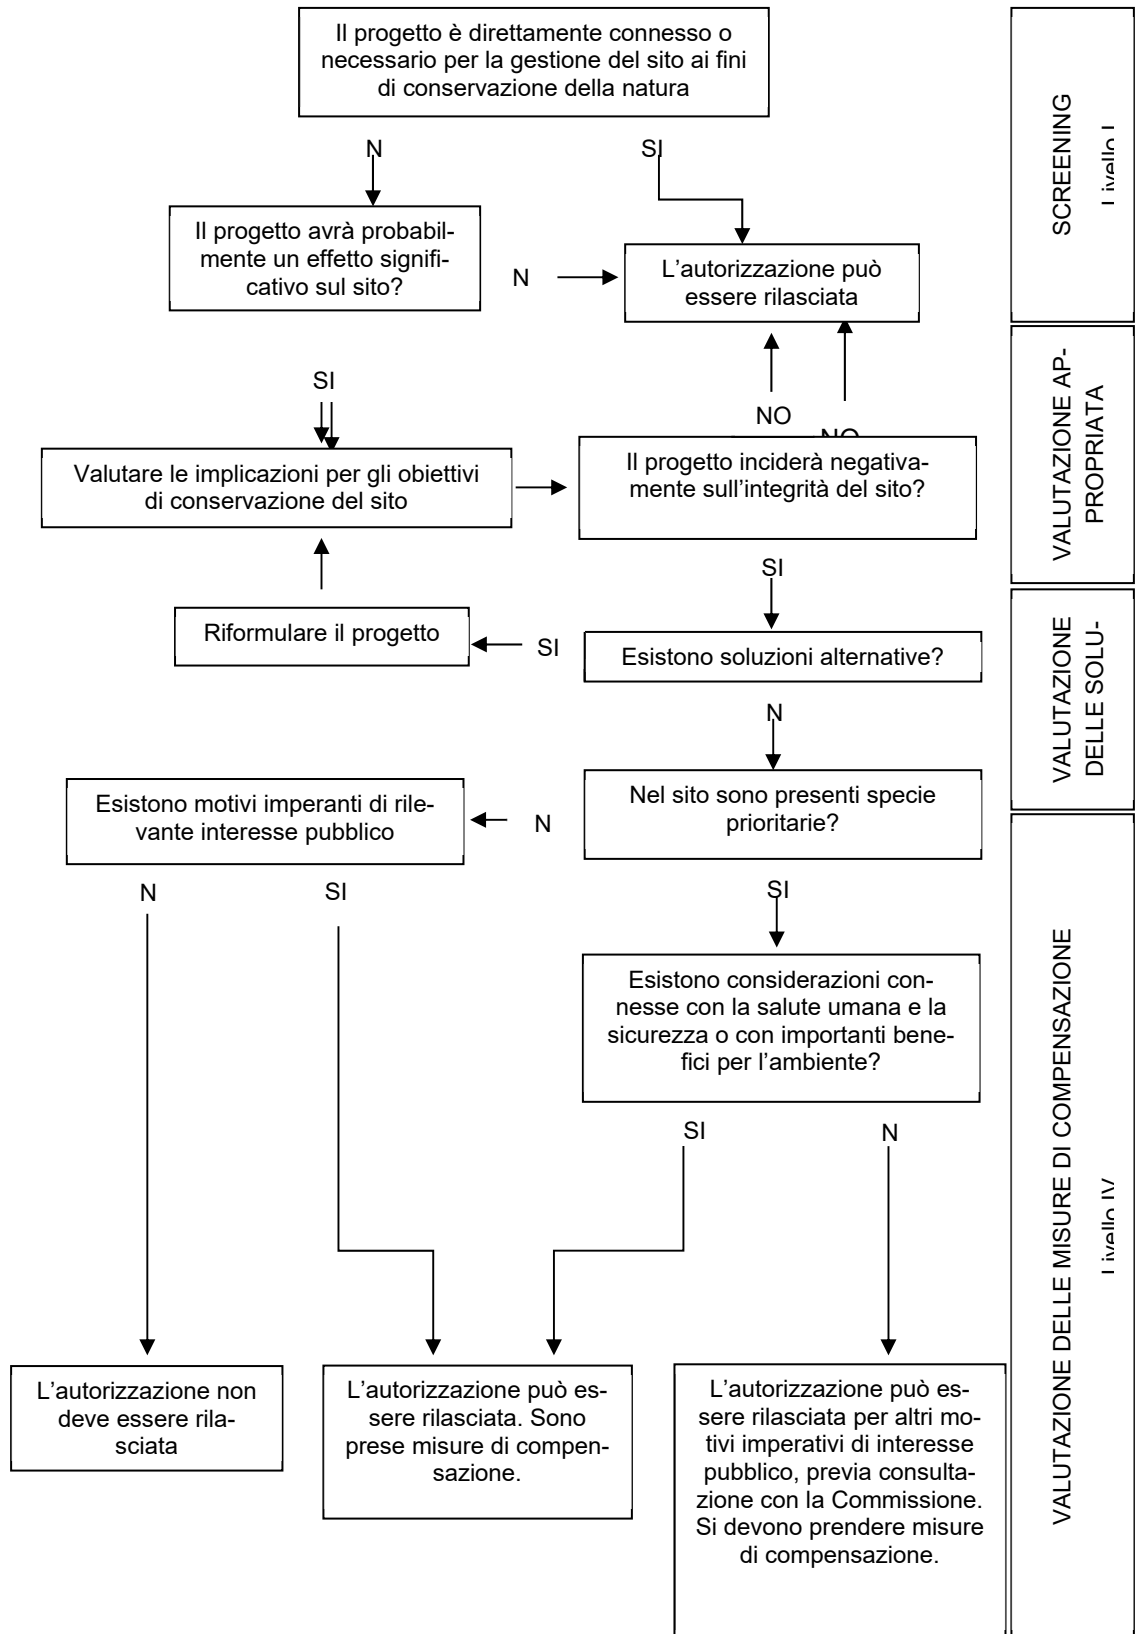 Il progetto è direttamente connesso o
necessario per la gestione del sito ai fini
di conservazione della natura
N
SI
Il progetto avrà probabil-
mente un effetto signifi-
cativo sul sito?
N
L'autorizzazione può
essere rilasciata
SCREENING
Livello I
SI
NO
NO
Valutare le implicazioni per gli obiettivi
di conservazione del sito
Il progetto inciderà negativa-
mente sull'integrità del sito?
VALUTAZIONE AP-
PROPRIATA
SI
Riformulare il progetto
SI
Esistono soluzioni alternative?
VALUTAZIONE
DELLE SOLU-
N
Esistono motivi imperanti di rile-
vante interesse pubblico
N
Nel sito sono presenti specie
prioritarie?
N
SI
SI
Esistono considerazioni con-
nesse con la salute umana e la
sicurezza o con importanti bene-
fici per l'ambiente?
SI
N
VALUTAZIONE DELLE MISURE DI COMPENSAZIONE
Livello IV
L'autorizzazione non
deve essere rila-
sciata
L'autorizzazione può es-
sere rilasciata. Sono
prese misure di compen-
sazione.
L'autorizzazione può es-
sere rilasciata per altri mo-
tivi imperativi di interesse
pubblico, previa consulta-
zione con la Commissione.
Si devono prendere misure
di compensazione.